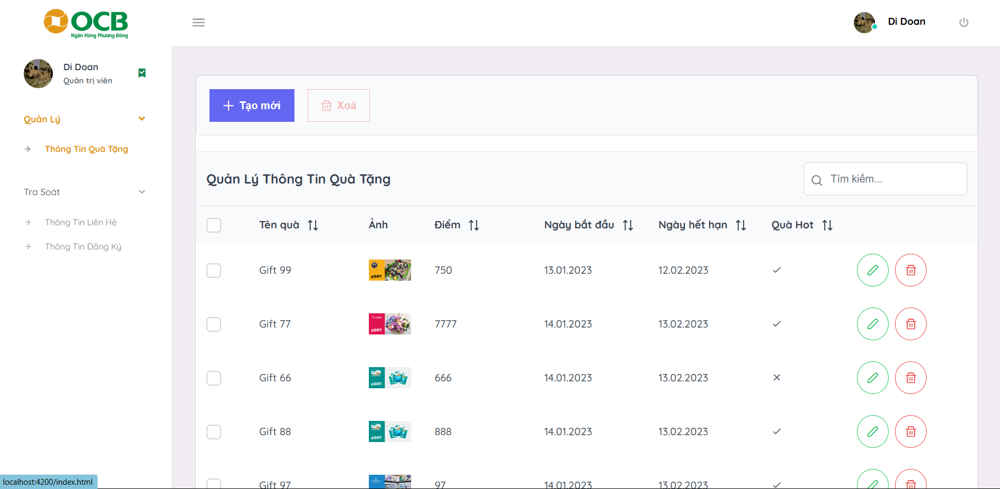 OCB
Ngân Hàng Phương Đông
Di Doan
Di Doan
Quản trị viên
Quản Lý
Thông Tin Quà Tặng
Tra Soát
Thông Tin Liên Hệ
Thông Tin Đăng Ký
Tạo mới Xoá
Quản Lý Thông Tin Quà Tặng Tìm kiếm...
Tên quà Ảnh Điểm Ngày bắt đầu Ngày hết hạn Quà Hot
Gift 99 eGIFT 750 13.01.2023 12.02.2023
Gift 77 eGIFT 7777 14.01.2023 13.02.2023
Gift 66 eGIFT 666 14.01.2023 13.02.2023
Gift 88 eGIFT 888 14.01.2023 13.02.2023
Gift 97 97 14.01.2023 13.02.2023
localhost:4200/index.html